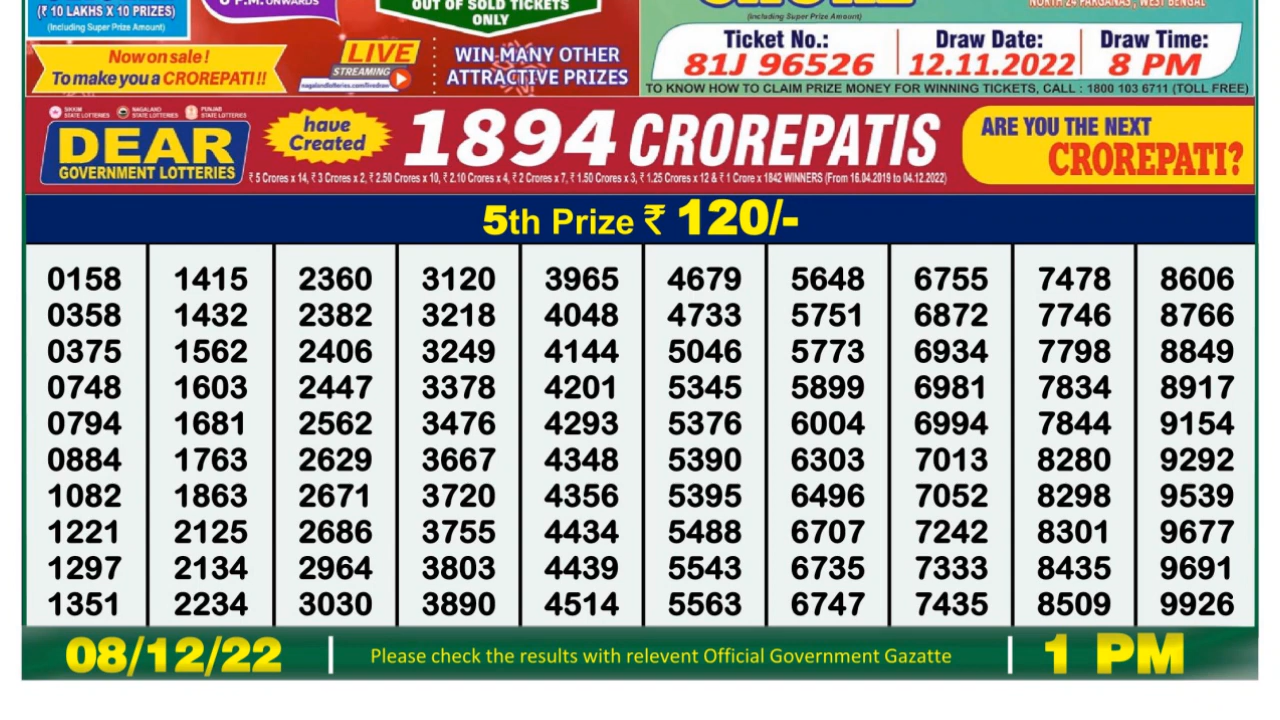 (₹ 10 LAKHS X 10 PRIZES)
(Including Super Prize Amount)
P.M. ONWARDS
OUT OF SOLD TICKETS
ONLY
Now on sale!
To make you a CROREPATI!!
LIVE
STREAMING
nagalandlotteries.com/livedraw
WIN MANY OTHER
ATTRACTIVE PRIZES
(Including Super Prize Amount)
NORTH 24 PARGANAS, WEST BENGAL
Ticket No.: Draw Date: Draw Time:
81J 96526 12.11.2022 8 PM
TO KNOW HOW TO CLAIM PRIZE MONEY FOR WINNING TICKETS, CALL : 1800 103 6711 (TOLL FREE)
SIKKIM STATE LOTTERIES NAGALAND STATE LOTTERIES PUNJAB STATE LOTTERIES
DEAR
GOVERNMENT LOTTERIES
have
Created
1894 CROREPATIS
₹ 5 Crores x 14, ₹ 3 Crores x 2, ₹ 2.50 Crores x 10, ₹ 2.10 Crores x 4, ₹ 2 Crores x 7, ₹ 1.50 Crores x 3, ₹ 1.25 Crores x 12 & ₹ 1 Crore x 1842 WINNERS (From 16.04.2019 to 04.12.2022)
ARE YOU THE NEXT
CROREPATI?
5th Prize ₹ 120/-
0158 1415 2360 3120 3965 4679 5648 6755 7478 8606
0358 1432 2382 3218 4048 4733 5751 6872 7746 8766
0375 1562 2406 3249 4144 5046 5773 6934 7798 8849
0748 1603 2447 3378 4201 5345 5899 6981 7834 8917
0794 1681 2562 3476 4293 5376 6004 6994 7844 9154
0884 1763 2629 3667 4348 5390 6303 7013 8280 9292
1082 1863 2671 3720 4356 5395 6496 7052 8298 9539
1221 2125 2686 3755 4434 5488 6707 7242 8301 9677
1297 2134 2964 3803 4439 5543 6735 7333 8435 9691
1351 2234 3030 3890 4514 5563 6747 7435 8509 9926
08/12/22 Please check the results with relevent Official Government Gazatte 1 PM